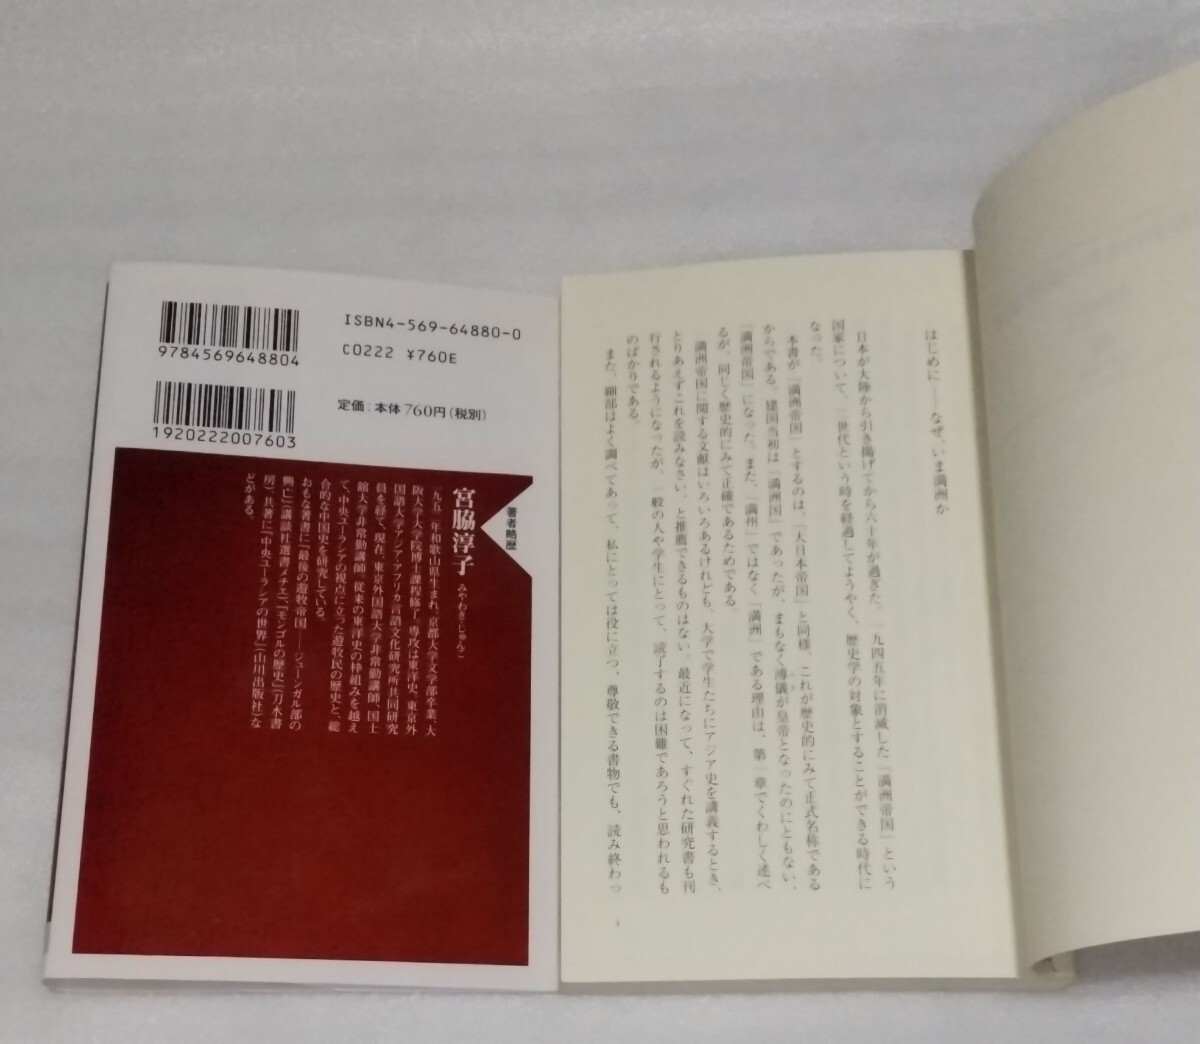 ISBN4-569-64880-0
C0222 ¥760E
9784569648804
定価:本体760円(税別)
1920222007603
著者略歴
宮脇淳子 みやわき・じゅんこ
一九五二年和歌山県生まれ。京都大学文学部卒業、大
阪大学大学院博士課程修了。専攻は東洋史。東京外
国語大学アジア・アフリカ言語文化研究所共同研究
員を経て、現在、東京外国語大学非常勤講師、国士
舘大学非常勤講師。従来の東洋史の枠組みを越え
て、中央ユーラシアの視点に立った遊牧民の歴史と、総
合的な中国史を研究している。
おもな著書に『最後の遊牧帝国――ジューンガル部の
興亡』(講談社選書メチエ)、『モンゴルの歴史』(刀水書
房)、共著に『中央ユーラシアの世界』(山川出版社)な
どがある。
はじめに――なぜ、いま満洲か
日本が大陸から引き揚げてから六十年が過ぎた。一九四五年に消滅した「満洲帝国」という
国家について、二世代という時を経過してようやく、歴史学の対象とすることができる時代に
なった。
本書が「満洲帝国」とするのは、「大日本帝国」と同様、これが歴史的にみて正式名称である
からである。建国当初は「満洲国」であったが、まもなく溥儀が皇帝となったのにともない、
「満洲帝国」になった。また、「満州」ではなく「満洲」である理由は、第一章でくわしく述べ
るが、同じく歴史的にみて正確であるためである。
満洲帝国に関する文献はいろいろあるけれども、大学で学生たちにアジア史を講義するとき、
とりあえずこれを読みなさい、と推薦できるものはない。最近になって、すぐれた研究書も刊
行されるようになったが、一般の人や学生にとって、読了するのは困難であろうと思われるも
のばかりである。
また、細部はよく調べてあって、私にとっては役に立つ、尊敬できる書物でも、読み終わっ